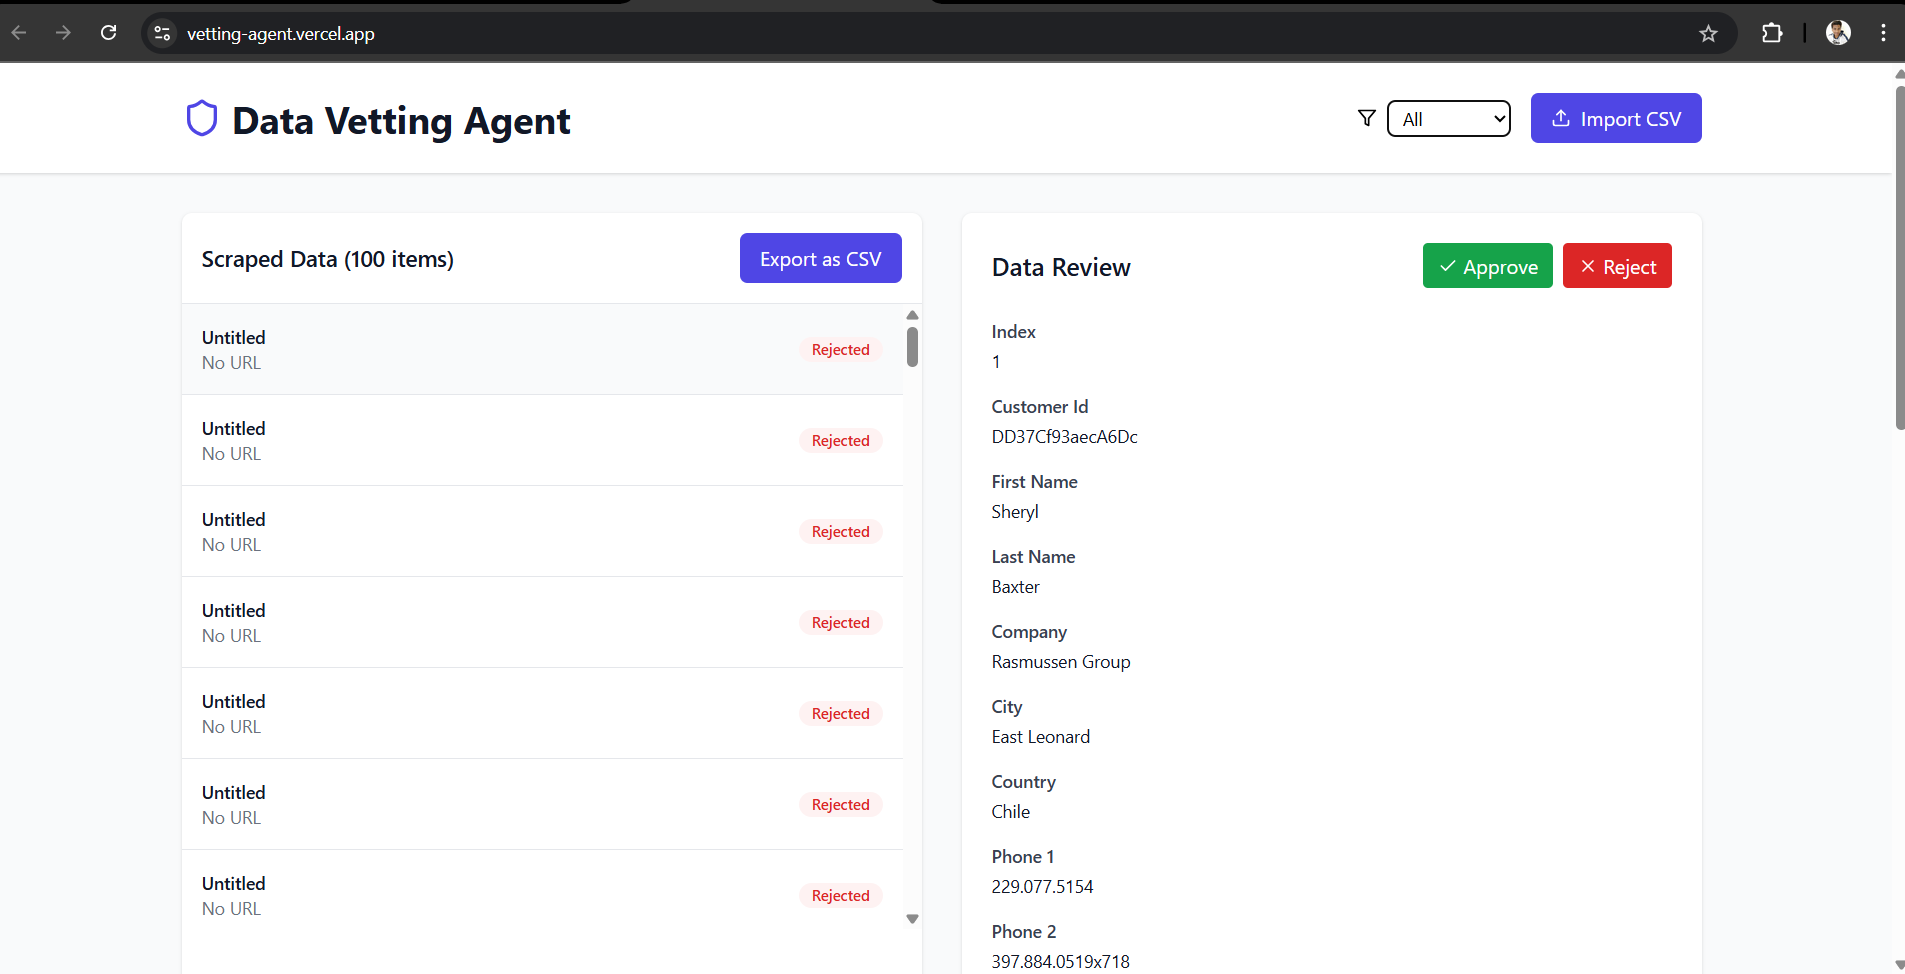 vetting-agent.vercel.app
Data Vetting Agent
All
Import CSV
Scraped Data (100 items)
Export as CSV
Untitled
No URL
Rejected
Untitled
No URL
Rejected
Untitled
No URL
Rejected
Untitled
No URL
Rejected
Untitled
No URL
Rejected
Untitled
No URL
Rejected
Untitled
No URL
Rejected
Data Review
Approve
Reject
Index
1
Customer Id
DD37Cf93aecA6Dc
First Name
Sheryl
Last Name
Baxter
Company
Rasmussen Group
City
East Leonard
Country
Chile
Phone 1
229.077.5154
Phone 2
397.884.0519x718